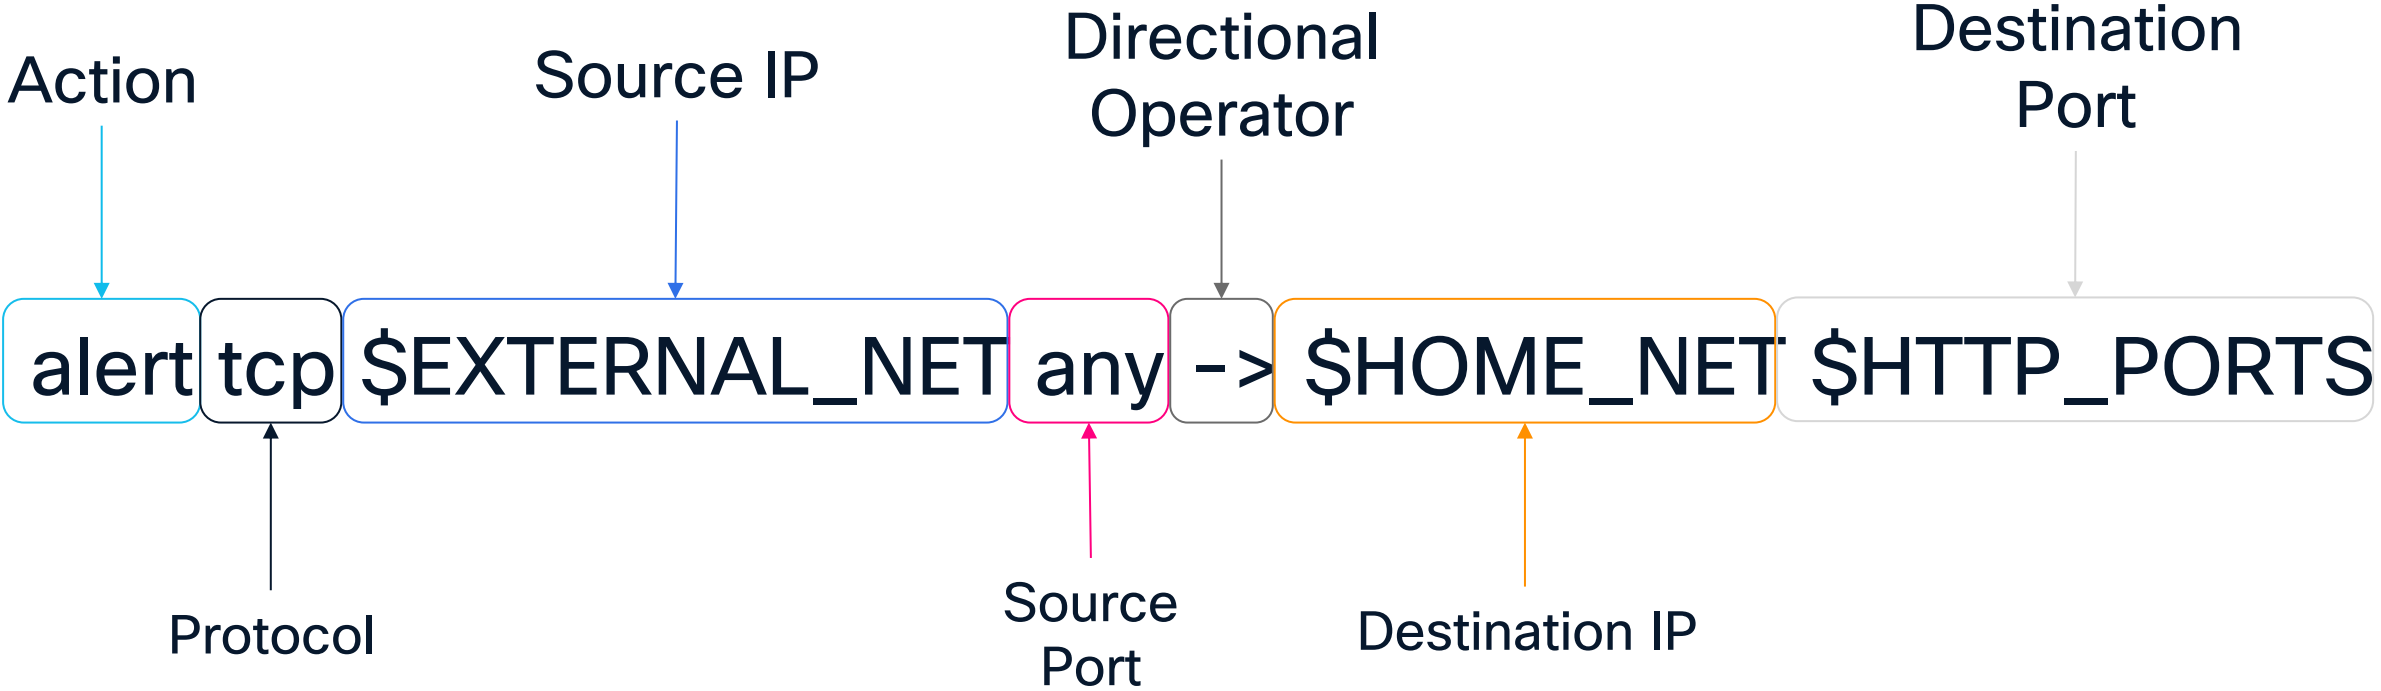 Action
Source IP
Directional
Operator
Destination
Port
alert tcp $EXTERNAL_NET any -> $HOME_NET $HTTP_PORTS
Protocol
Source
Port
Destination IP